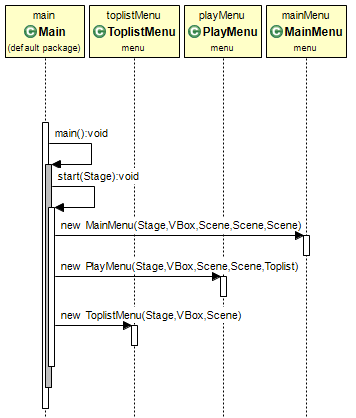 main
toplistMenu
playMenu
mainMenu
C Main
C ToplistMenu
C PlayMenu
C MainMenu
(default package)
menu
menu
menu
main():void
start(Stage):void
new MainMenu(Stage,VBox,Scene,Scene,Scene)
new PlayMenu(Stage,VBox,Scene,Scene,Toplist)
new ToplistMenu(Stage,VBox,Scene)